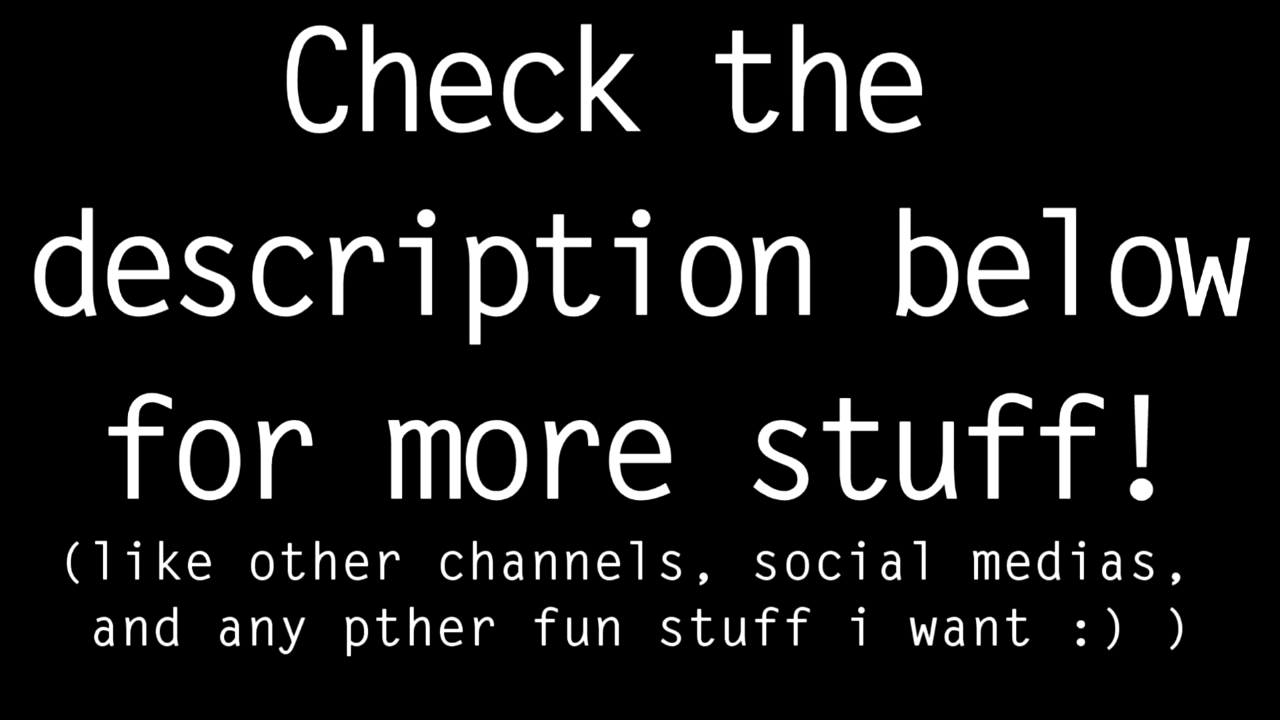 Check the
description below
for more stuff!
(like other channels, social medias,
and any pther fun stuff i want :) )